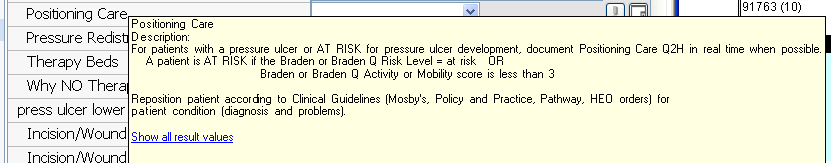 Positioning Care
91763 (10)
Positioning Care
Description:
For patients with a pressure ulcer or AT RISK for pressure ulcer development, document Positioning Care Q2H in real time when possible.
A patient is AT RISK if the Braden or Braden Q Risk Level = at risk OR
Braden or Braden Q Activity or Mobility score is less than 3
Reposition patient according to Clinical Guidelines (Mosby's, Policy and Practice, Pathway, HEO orders) for
patient condition (diagnosis and problems).
Show all result values
Pressure Redist
Therapy Beds
Why NO Thera
press ulcer lower
Incision/Wound
Incision/Wound